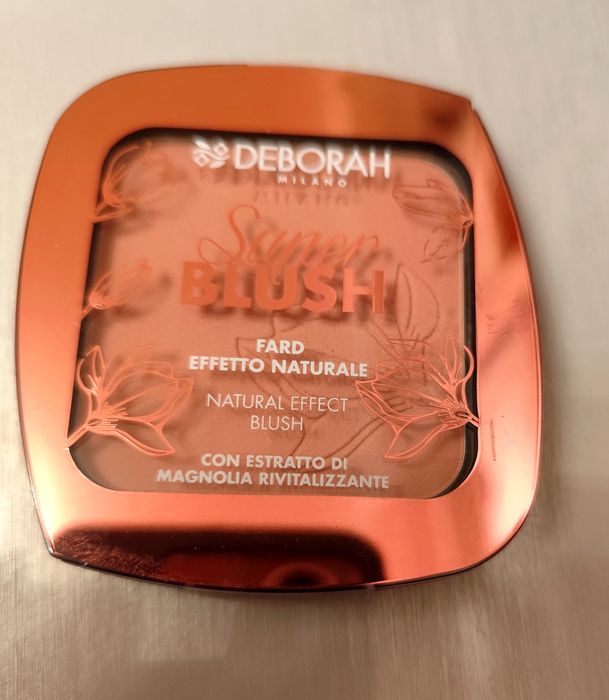 DEBORAH
MILANO
Super
BLUSH
FARD
EFFETTO NATURALE
NATURAL EFFECT
BLUSH
CON ESTRATTO DI
MAGNOLIA RIVITALIZZANTE